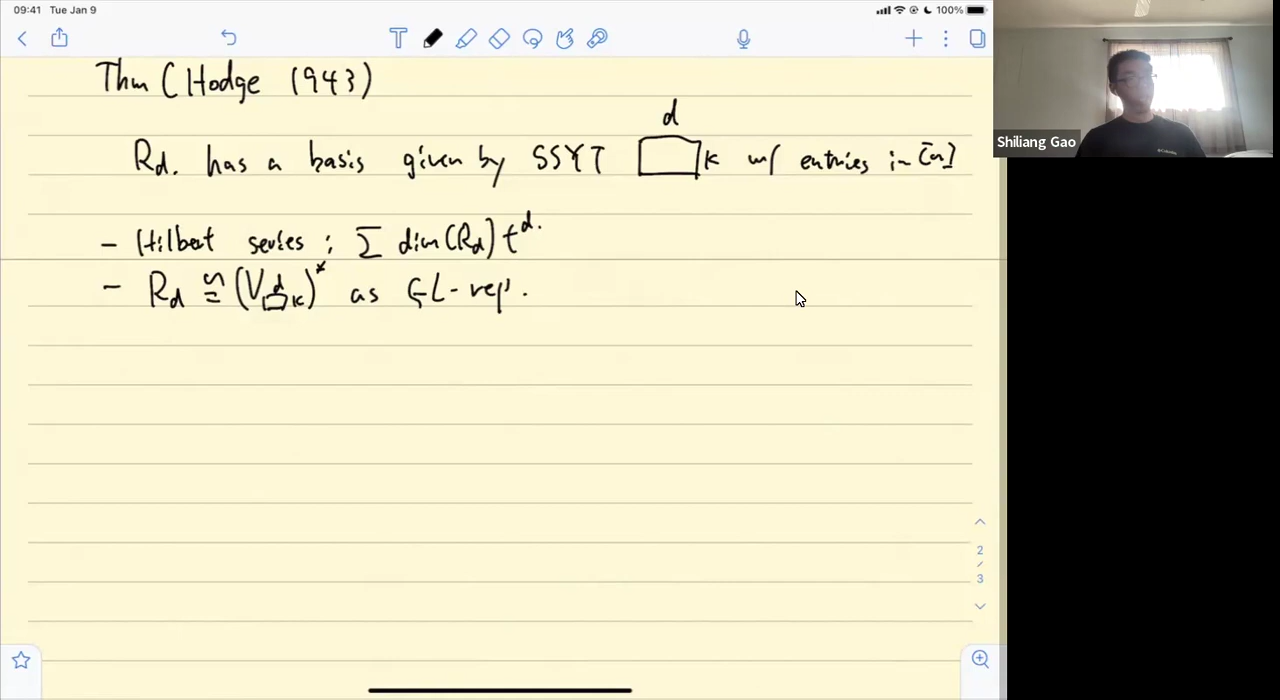 09:41 Tue Jan 9
100%
Thm (Hodge 1943)
d
Rd. has a basis given by SSYT k w/ entries in [n]
- Hilbert series : ∑ dim(Rd) t^d.
- Rd ≅ (V d k)* as GL-rep.
Shiliang Gao
2
/
3